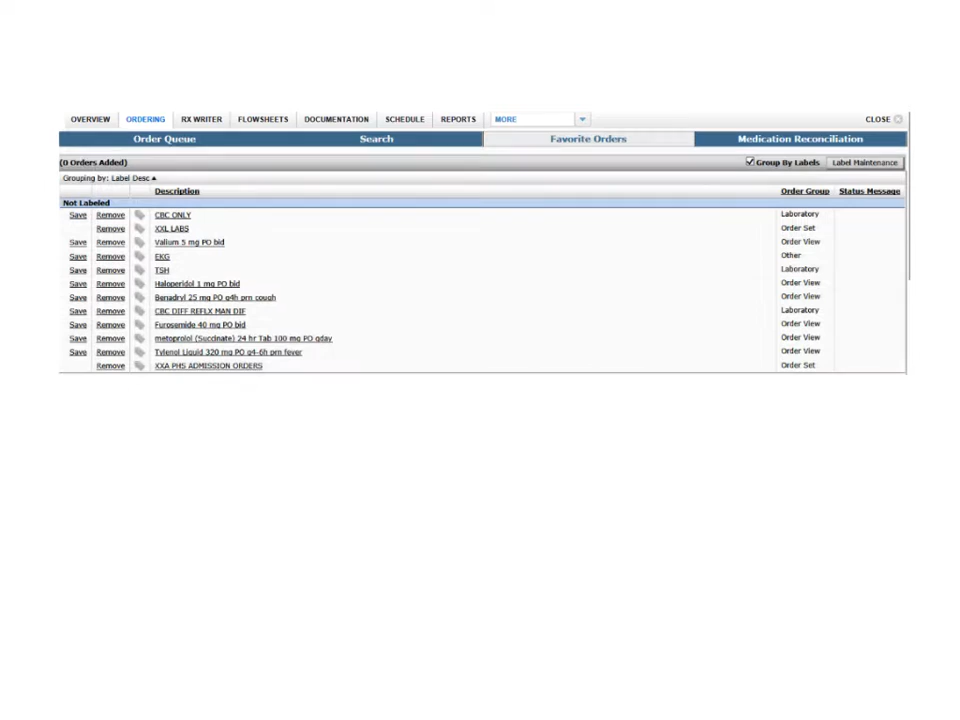 OVERVIEW ORDERING RX WRITER FLOWSHEETS DOCUMENTATION SCHEDULE REPORTS MORE CLOSE
Order Queue Search Favorite Orders Medication Reconciliation
(0 Orders Added) Group By Labels Label Maintenance
Grouping by: Label Desc
Description Order Group Status Message
Not Labeled
Save Remove CBC ONLY Laboratory
Remove XXL LABS Order Set
Save Remove Valium 5 mg PO bid Order View
Save Remove EKG Other
Save Remove TSH Laboratory
Save Remove Haloperidol 1 mg PO bid Order View
Save Remove Benadryl 25 mg PO q4h prn cough Order View
Save Remove CBC DIFF REFLX MAN DIF Laboratory
Save Remove Furosemide 40 mg PO bid Order View
Save Remove metoprolol (Succinate) 24 hr Tab 100 mg PO qday Order View
Save Remove Tylenol Liquid 320 mg PO q4-6h prn fever Order View
Remove XXA PHS ADMISSION ORDERS Order Set